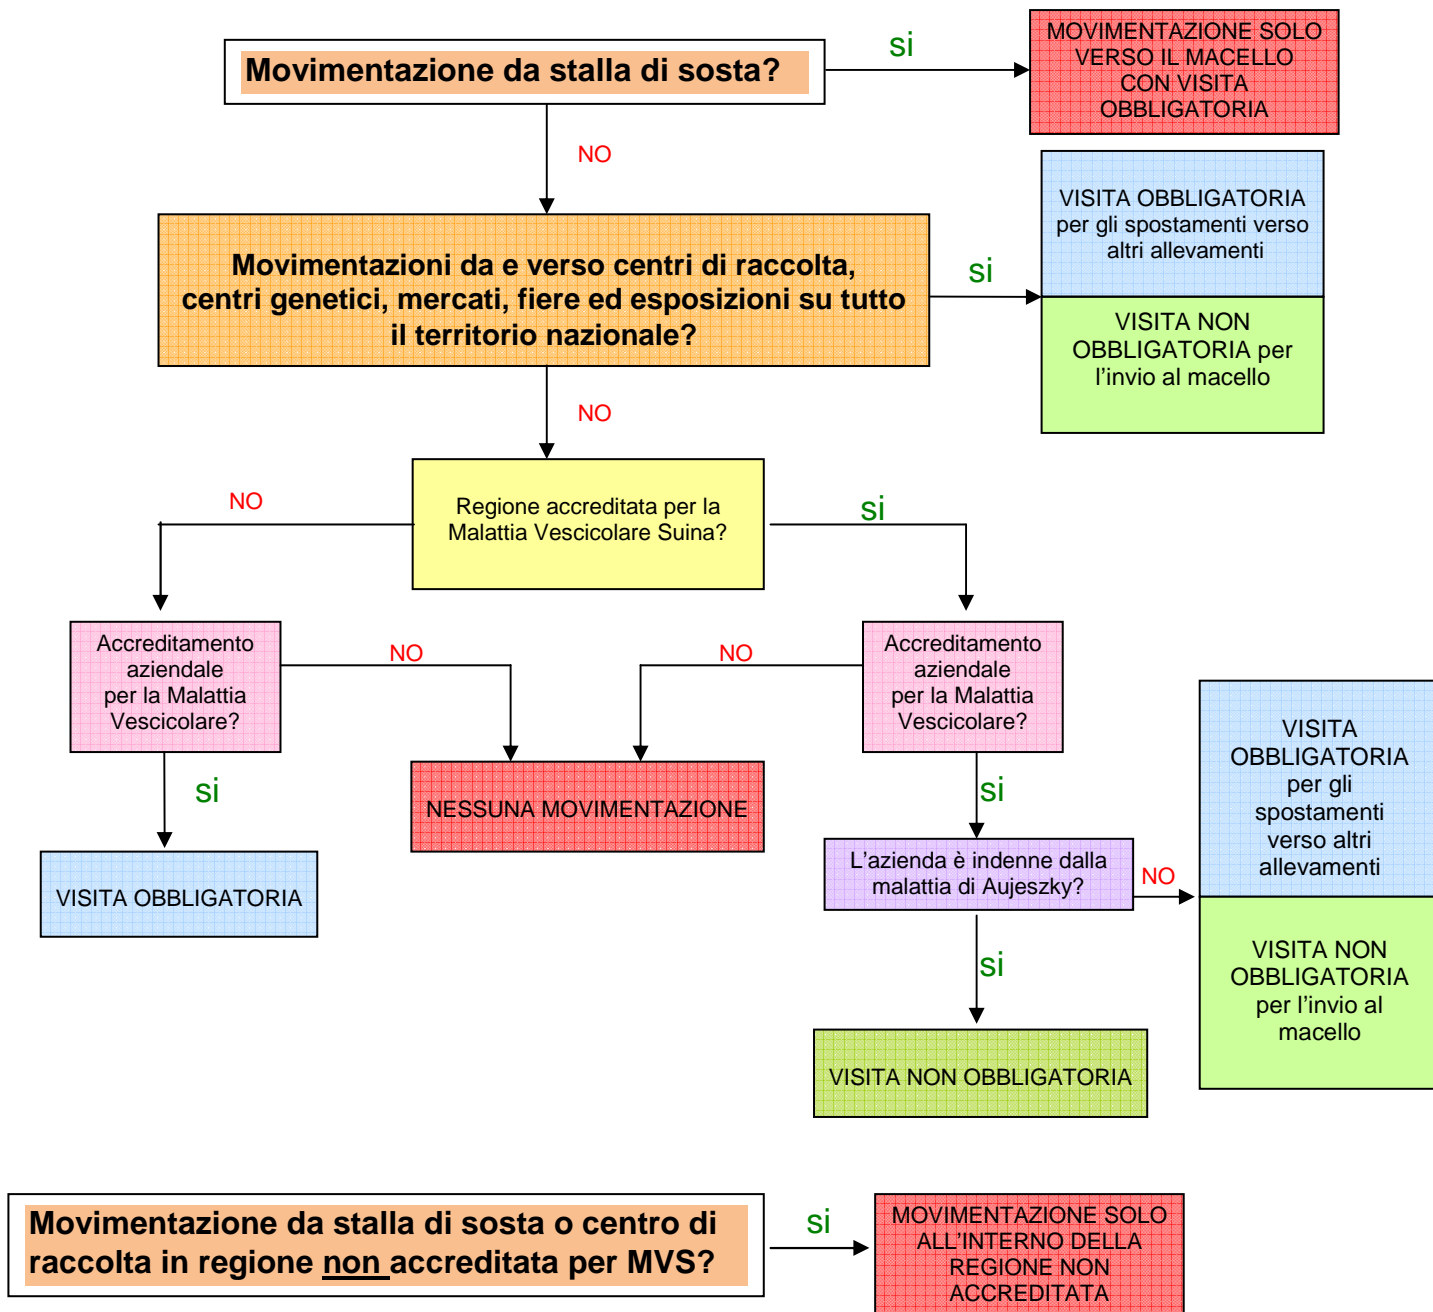 Movimentazione da stalla di sosta?
si
MOVIMENTAZIONE SOLO
VERSO IL MACELLO
CON VISITA
OBBLIGATORIA
NO
Movimentazioni da e verso centri di raccolta,
centri genetici, mercati, fiere ed esposizioni su tutto
il territorio nazionale?
si
VISITA OBBLIGATORIA
per gli spostamenti verso
altri allevamenti
VISITA NON
OBBLIGATORIA per
l’invio al macello
NO
Regione accreditata per la
Malattia Vescicolare Suina?
NO
si
Accreditamento
aziendale
per la Malattia
Vescicolare?
NO
NO
Accreditamento
aziendale
per la Malattia
Vescicolare?
si
NESSUNA MOVIMENTAZIONE
si
VISITA OBBLIGATORIA
L’azienda è indenne dalla
malattia di Aujeszky?
NO
VISITA
OBBLIGATORIA
per gli
spostamenti
verso altri
allevamenti
VISITA NON
OBBLIGATORIA
per l’invio al
macello
si
VISITA NON OBBLIGATORIA
Movimentazione da stalla di sosta o centro di
raccolta in regione non accreditata per MVS?
si
MOVIMENTAZIONE SOLO
ALL’INTERNO DELLA
REGIONE NON
ACCREDITATA